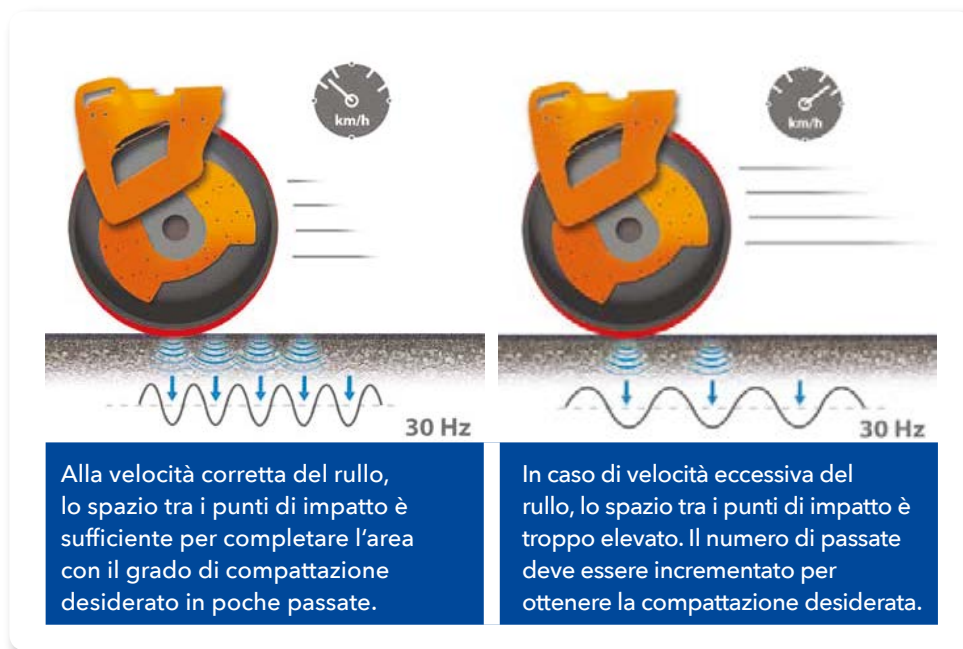 km/h
30 Hz
Alla velocità corretta del rullo,
lo spazio tra i punti di impatto è
sufficiente per completare l’area
con il grado di compattazione
desiderato in poche passate.
km/h
30 Hz
In caso di velocità eccessiva del
rullo, lo spazio tra i punti di impatto è
troppo elevato. Il numero di passate
deve essere incrementato per
ottenere la compattazione desiderata.